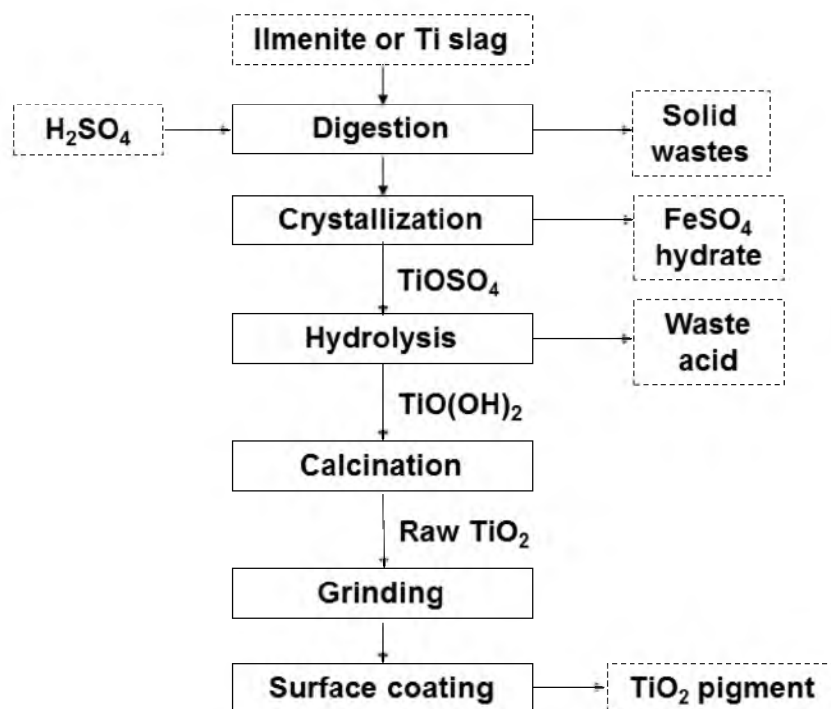 Ilmenite or Ti slag
H₂SO₄
Digestion
Solid
wastes
Crystallization
FeSO₄
hydrate
TiOSO₄
Hydrolysis
Waste
acid
TiO(OH)₂
Calcination
Raw TiO₂
Grinding
Surface coating
TiO₂ pigment